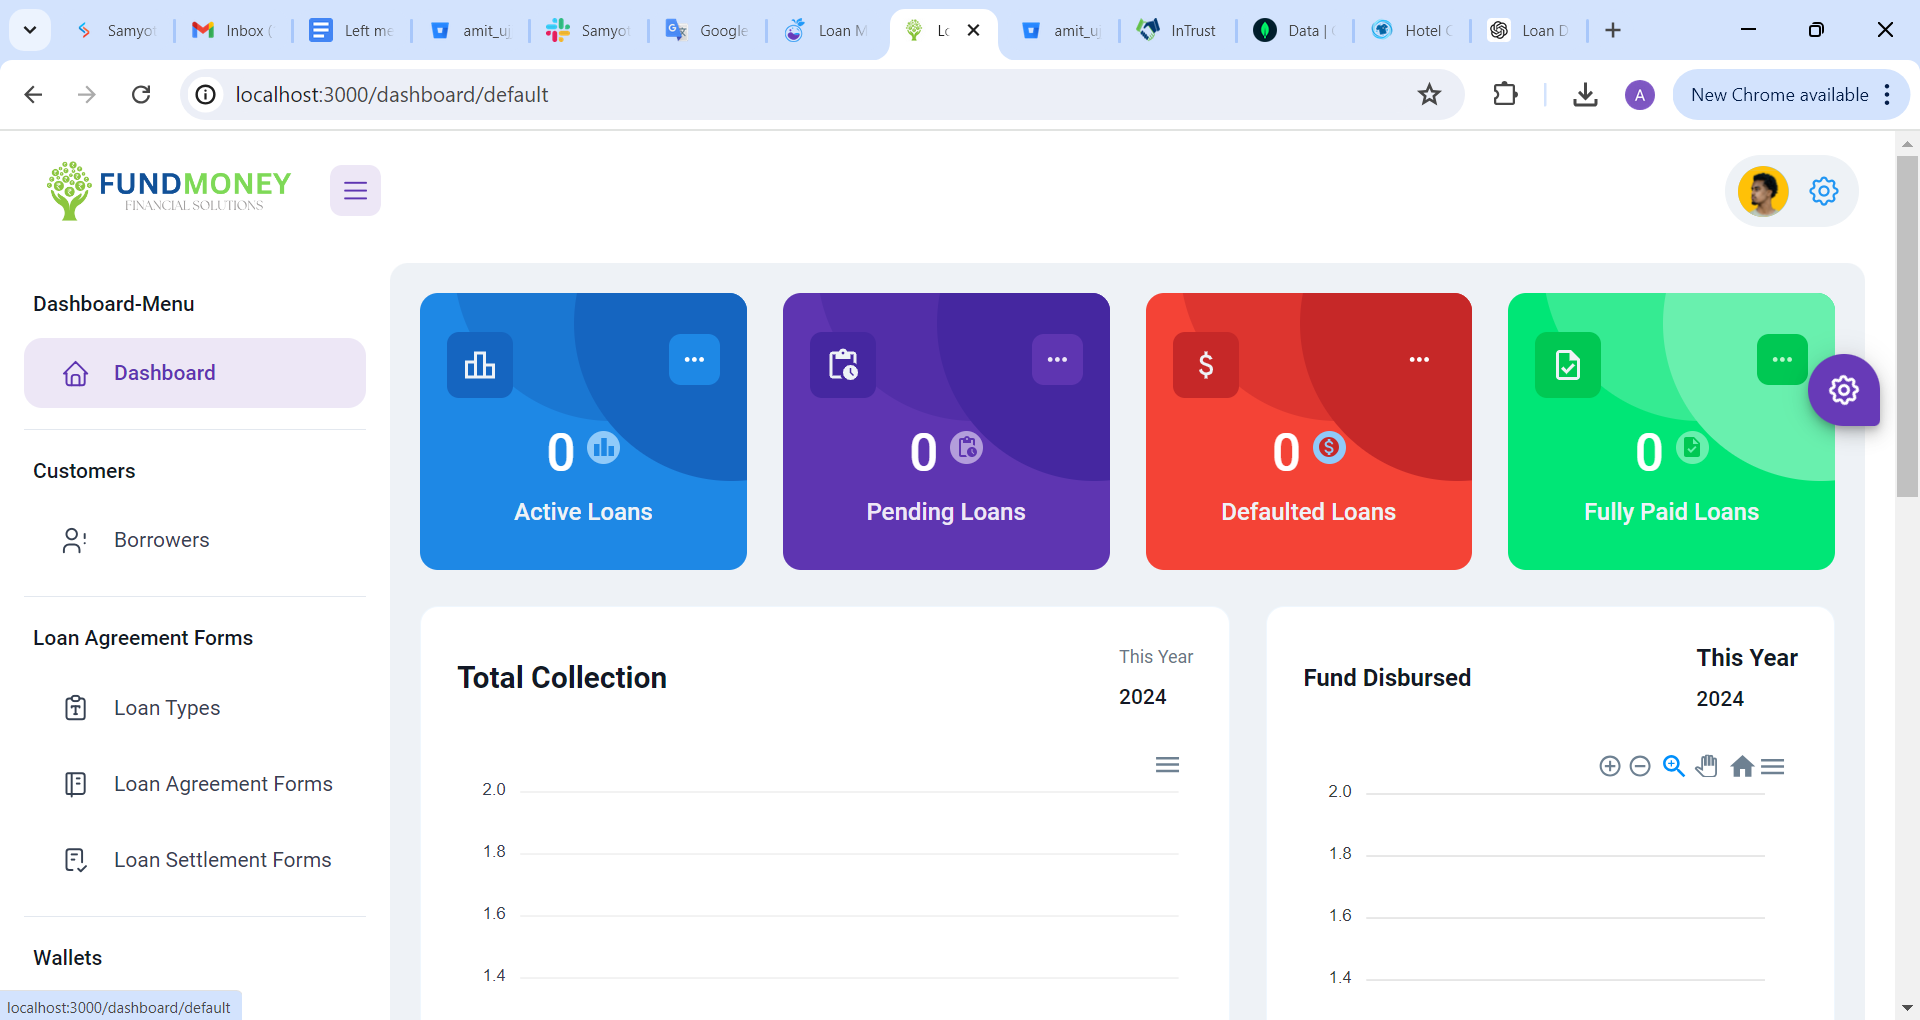 Samyot
Inbox (
Left me
amit_uj
Samyot
Google
Loan M
Lo
amit_uj
InTrust
Data | (
Hotel C
Loan D
localhost:3000/dashboard/default
A
New Chrome available
FUNDMONEY
FINANCIAL SOLUTIONS
Dashboard-Menu
Dashboard
Customers
Borrowers
Loan Agreement Forms
Loan Types
Loan Agreement Forms
Loan Settlement Forms
Wallets
0
Active Loans
0
Pending Loans
0
Defaulted Loans
0
Fully Paid Loans
Total Collection
This Year
2024
2.0
1.8
1.6
1.4
Fund Disbursed
This Year
2024
2.0
1.8
1.6
1.4
localhost:3000/dashboard/default